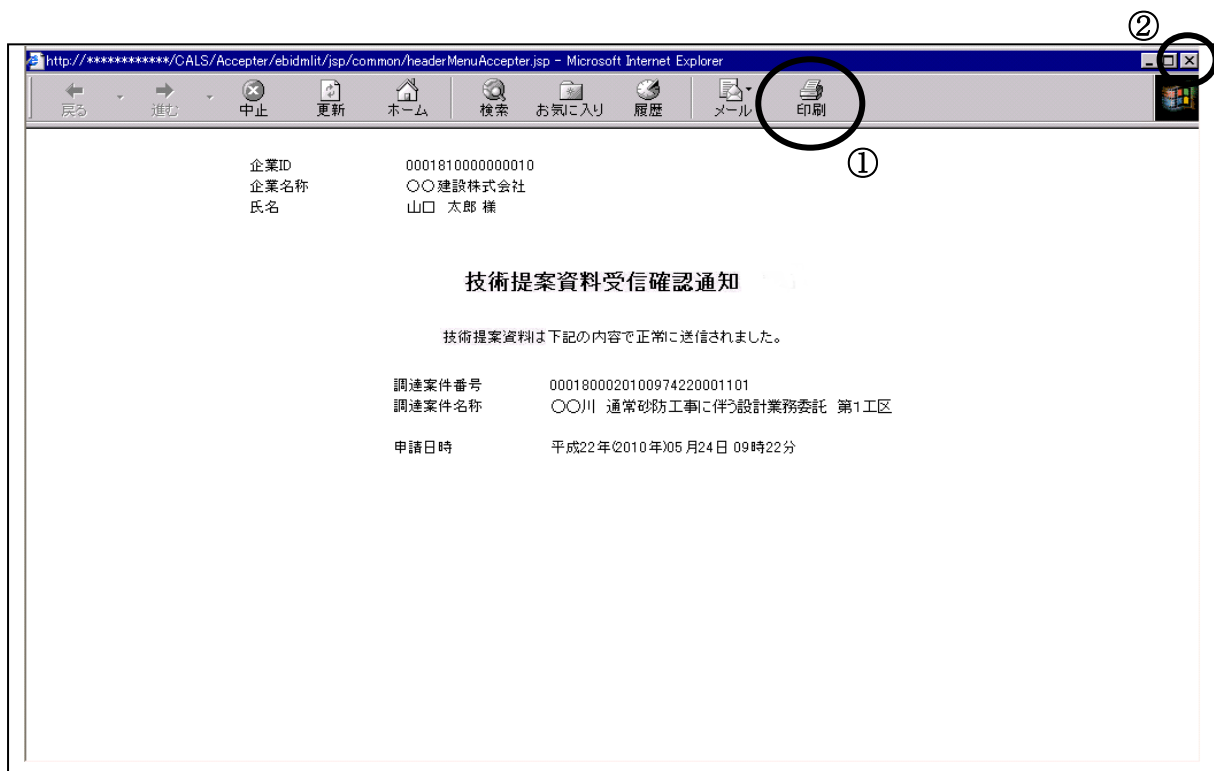 ②
http://************/CALS/Accepter/ebidmlit/jsp/common/headerMenuAccepter.jsp - Microsoft Internet Explorer
戻る 進む 中止 更新 ホーム 検索 お気に入り 履歴 メール 印刷
①
企業ID 0001810000000010
企業名称 〇〇建設株式会社
氏名 山口 太郎 様
技術提案資料受信確認通知
技術提案資料は下記の内容で正常に送信されました。
調達案件番号 0001800020100974220001101
調達案件名称 〇〇川 通常砂防工事に伴う設計業務委託 第1工区
申請日時 平成22年(2010年)05月24日 09時22分